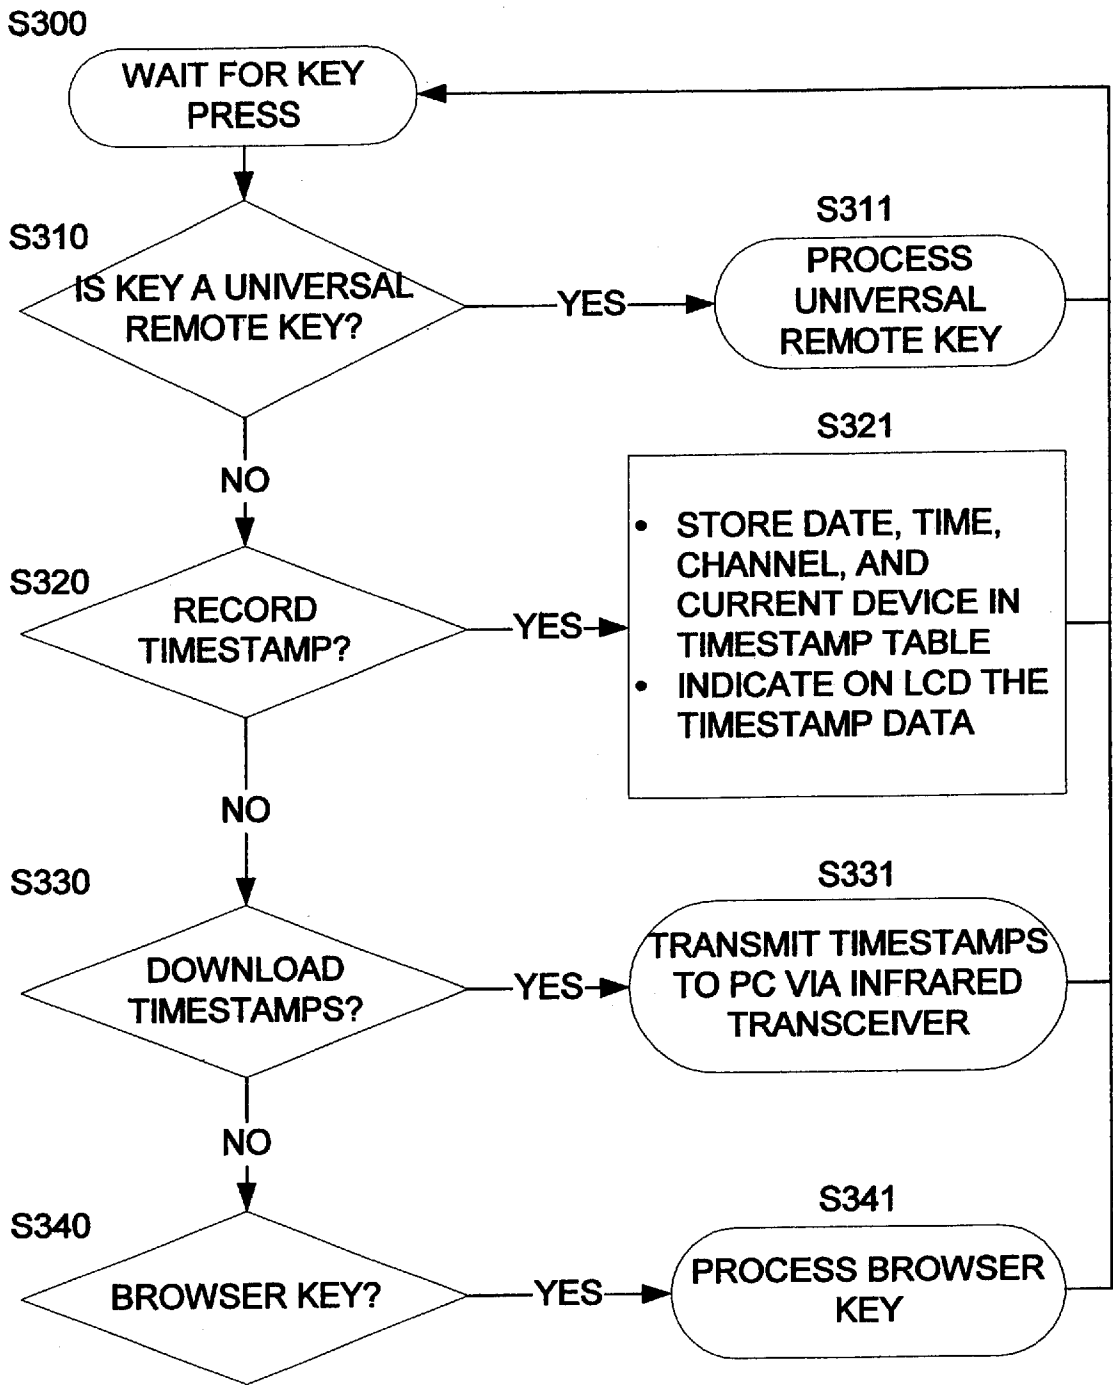 S300
WAIT FOR KEY
PRESS
S310
IS KEY A UNIVERSAL
REMOTE KEY?
YES
S311
PROCESS
UNIVERSAL
REMOTE KEY
NO
S320
RECORD
TIMESTAMP?
YES
S321
• STORE DATE, TIME,
CHANNEL, AND
CURRENT DEVICE IN
TIMESTAMP TABLE
• INDICATE ON LCD THE
TIMESTAMP DATA
NO
S330
DOWNLOAD
TIMESTAMPS?
YES
S331
TRANSMIT TIMESTAMPS
TO PC VIA INFRARED
TRANSCEIVER
NO
S340
BROWSER KEY?
YES
S341
PROCESS BROWSER
KEY